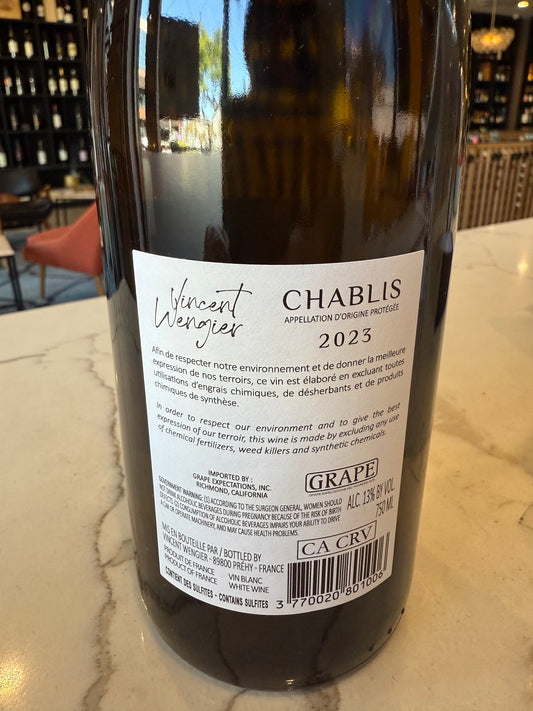 Vincent
Wengier
CHABLIS
APPELLATION D'ORIGINE PROTÉGÉE
2023
Afin de respecter notre environnement et de donner la meilleure
expression de nos terroirs, ce vin est élaboré en excluant toutes
utilisations d'engrais chimiques, de désherbants et de produits
chimiques de synthèse.
In order to respect our environment and to give the best
expression of our terroir, this wine is made by excluding any use
of chemical fertilizers, weed killers and synthetic chemicals.
IMPORTED BY :
GRAPE EXPECTATIONS, INC.
RICHMOND, CALIFORNIA
GRAPE
GOVERNMENT WARNING: (1) ACCORDING TO THE SURGEON GENERAL, WOMEN SHOULD
NOT DRINK ALCOHOLIC BEVERAGES DURING PREGNANCY BECAUSE OF THE RISK OF BIRTH
DEFECTS. (2) CONSUMPTION OF ALCOHOLIC BEVERAGES IMPAIRS YOUR ABILITY TO DRIVE
A CAR OR OPERATE MACHINERY, AND MAY CAUSE HEALTH PROBLEMS.
ALC. 13% BY VOL.
750 ML
CA CRV
MIS EN BOUTEILLE PAR / BOTTLED BY
VINCENT WENGIER - 89800 PRÉHY - FRANCE
PRODUIT DE FRANCE
PRODUCT OF FRANCE
VIN BLANC
WHITE WINE
CONTIENT DES SULFITES - CONTAINS SULFITES
3 770020 801006